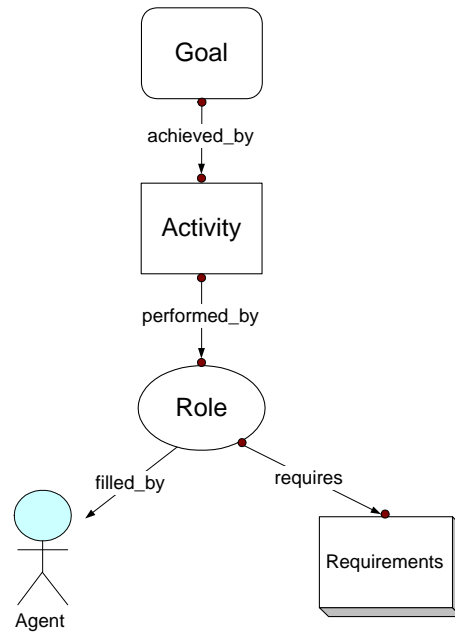 Goal
achieved_by
Activity
performed_by
Role
filled_by
requires
Requirements
Agent